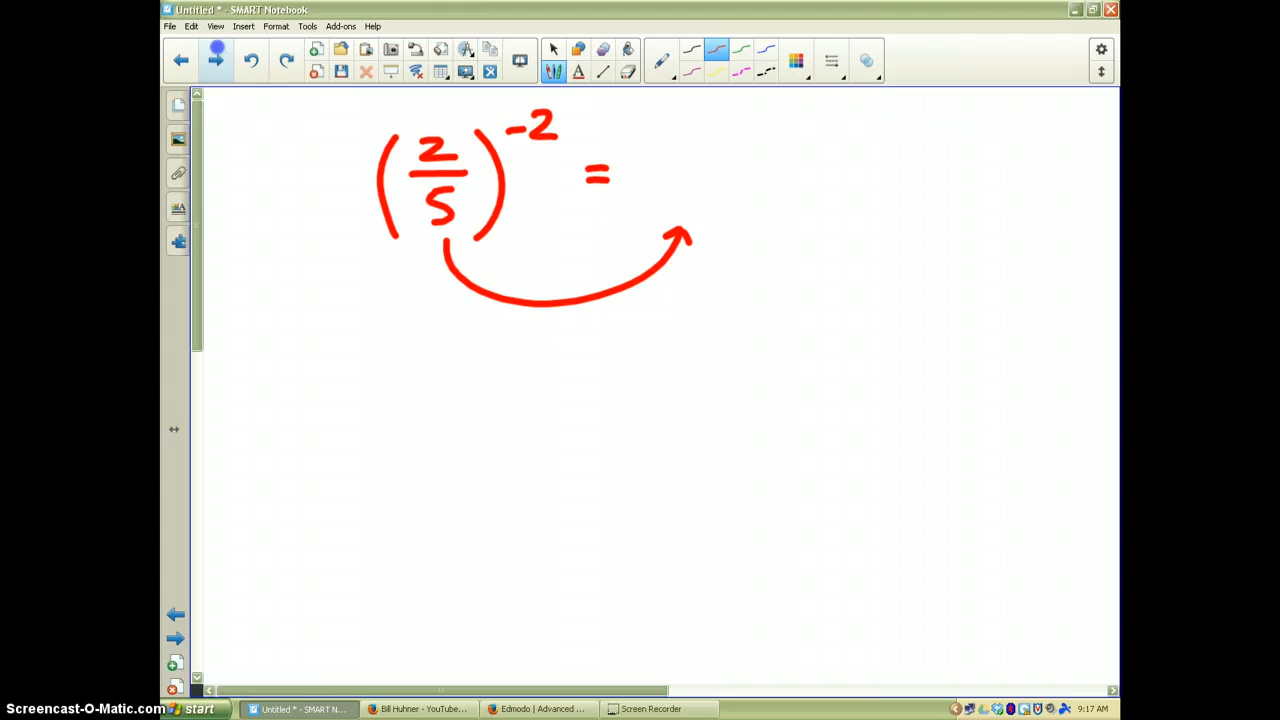 Untitled * - SMART Notebook
File Edit View Insert Format Tools Add-ons Help
(2/5)^-2 =
Screencast-O-Matic.com
start
Untitled * - SMART N...
Bill Huhner - YouTube...
Edmodo | Advanced ...
Screen Recorder
9:17 AM